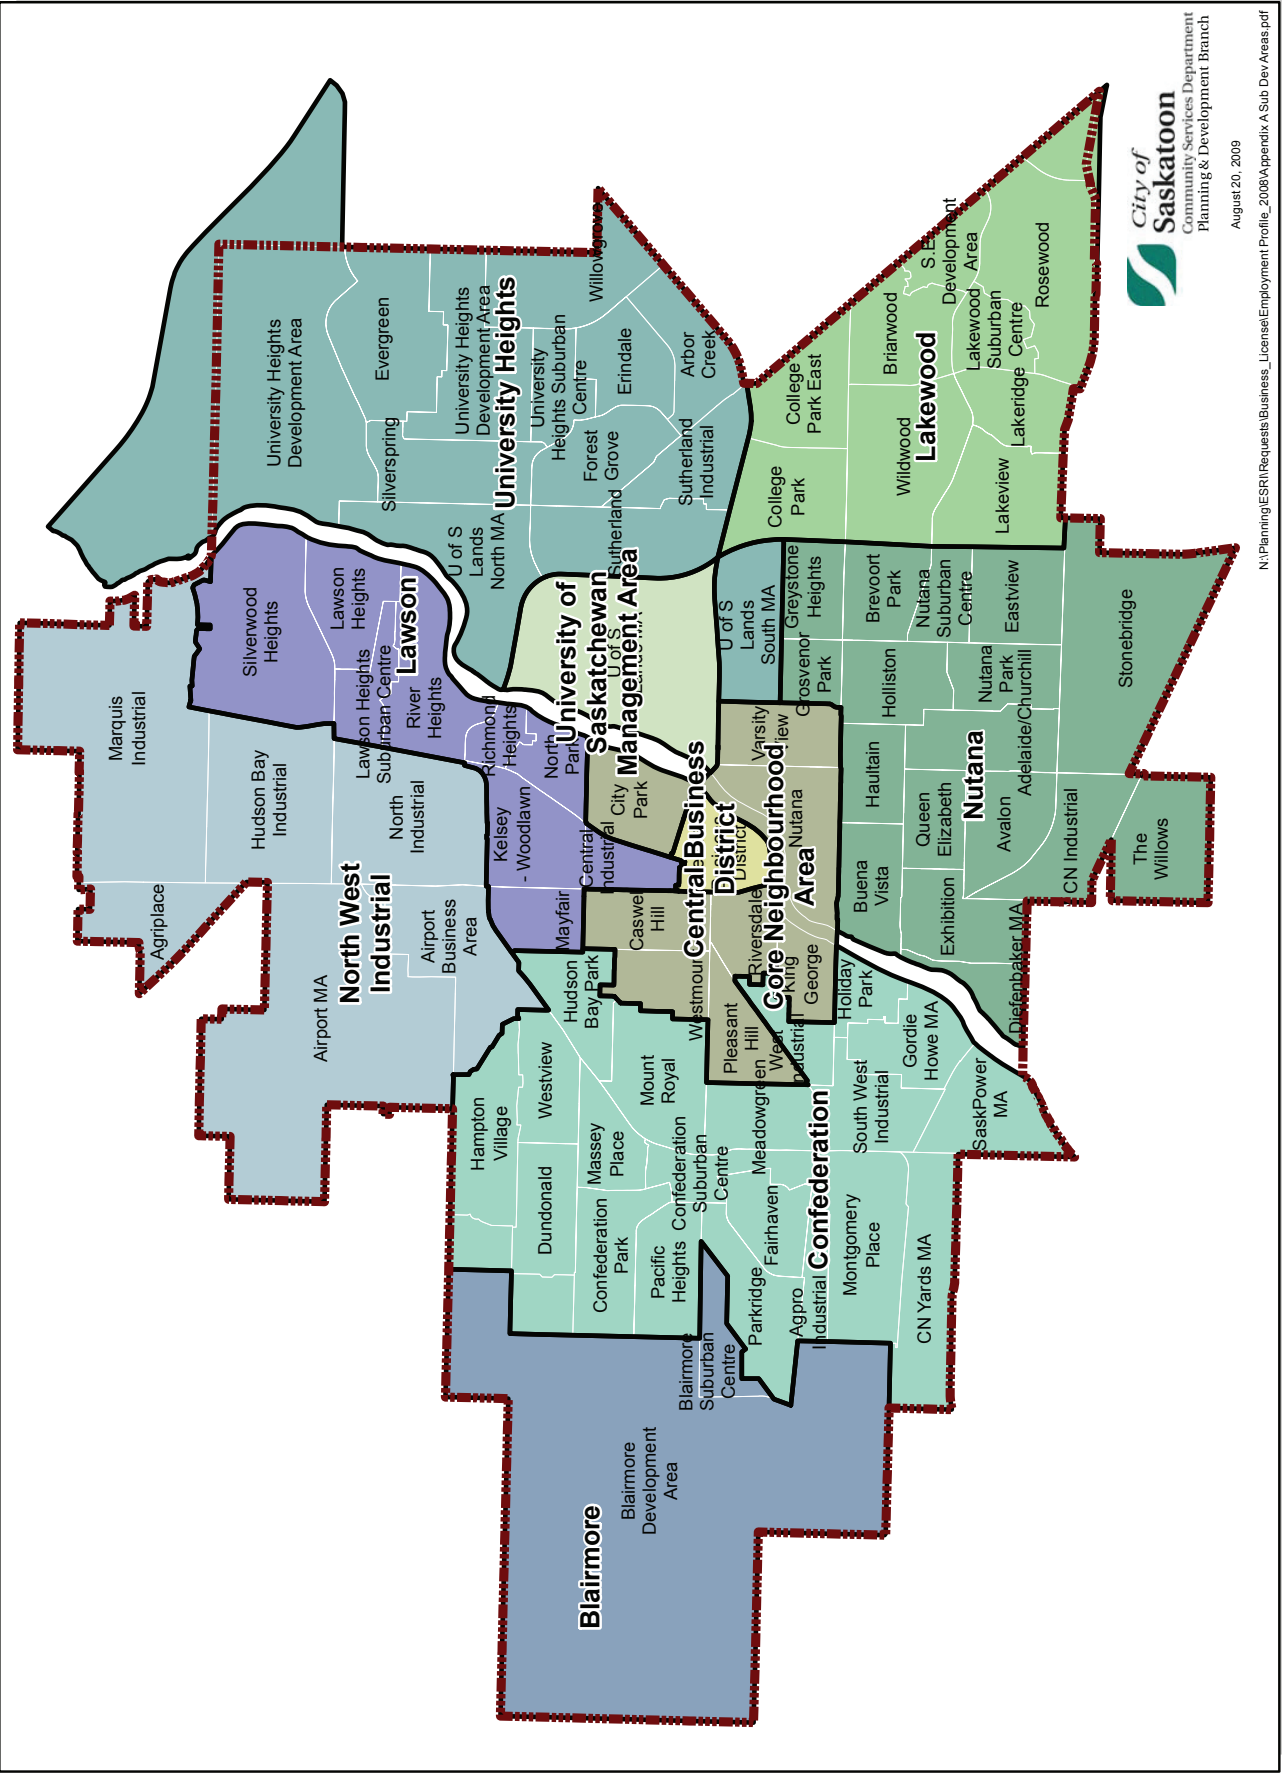 Marquis
Industrial
Hudson Bay
Industrial
North
Industrial
Agriplace
North West
Industrial
Airport
Business
Area
Airport MA
Silverwood
Heights
Lawson
Heights
Lawson
Lawson Heights
Suburban Centre
River
Heights
Richmond
Heights
North
Park
Kelsey
- Woodlawn
Central
Industrial
Mayfair
University Heights
Development Area
Evergreen
Silverspring
University Heights
Development Area
University Heights
University
Heights Suburban
Centre
Willowgrove
Erindale
Arbor
Creek
Forest
Grove
Sutherland
Sutherland
Industrial
U of S
Lands
North MA
University of
Saskatchewan
Management Area
U of S
U of S
Lands
South MA
College
Park East
College
Park
Briarwood
Wildwood
Lakewood
S.E.
Development
Area
Lakewood
Suburban
Centre
Rosewood
Lakeridge
Lakeview
City
Park
Central Business
District
District
Core Neighbourhood
Area
Varsity
View
Nutana
Caswell
Hill
Westmount
Riversdale
King
George
Pleasant
Hill
Greystone
Heights
Grosvenor
Park
Brevoort
Park
Nutana
Suburban
Centre
Eastview
Holliston
Nutana
Park
Adelaide/Churchill
Haultain
Queen
Elizabeth
Avalon
Nutana
Buena
Vista
Exhibition
Diefenbaker MA
CN Industrial
Stonebridge
The
Willows
Hudson
Bay Park
Hampton
Village
Westview
Dundonald
Massey
Place
Mount
Royal
Confederation
Park
Pacific
Heights
Confederation
Suburban
Centre
Meadowgreen
West
Industrial
Holiday
Park
Gordie
Howe MA
South West
Industrial
SaskPower
MA
Confederation
Fairhaven
Parkridge
Agpro
Industrial
Montgomery
Place
CN Yards MA
Blairmore
Suburban
Centre
Blairmore
Development
Area
Blairmore
City of
Saskatoon
Community Services Department
Planning & Development Branch
August 20, 2009
N:\Planning\ESRI\Requests\Business_License\Employment Profile_2008\Appendix A Sub Dev Areas.pdf